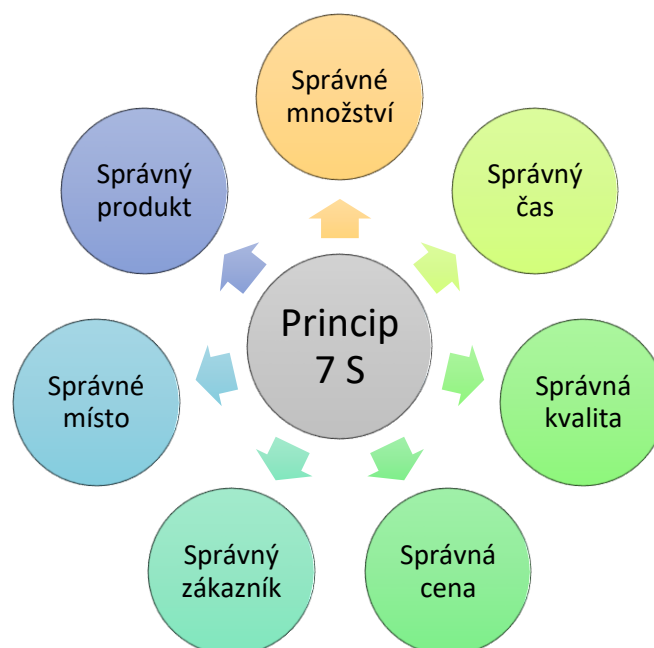 Správné
množství
Správný
čas
Správná
kvalita
Správná
cena
Správný
zákazník
Správné
místo
Správný
produkt
Princip
7 S